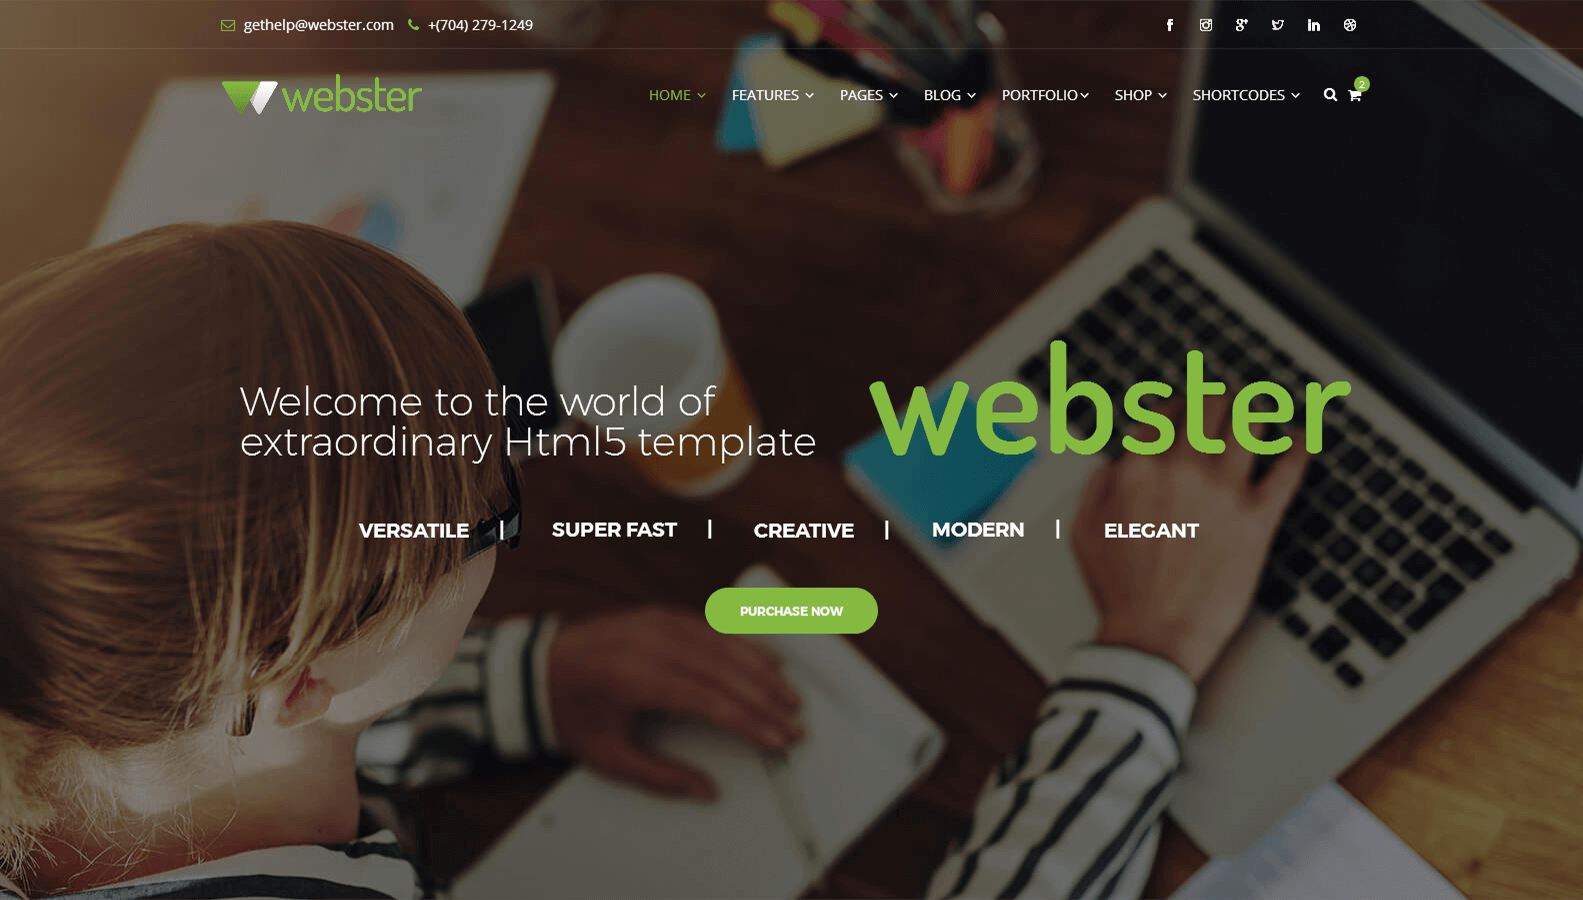 gethelp@webster.com +(704) 279-1249
webster HOME FEATURES PAGES BLOG PORTFOLIO SHOP SHORTCODES 2
Welcome to the world of
extraordinary Html5 template
webster
VERSATILE | SUPER FAST | CREATIVE | MODERN | ELEGANT
PURCHASE NOW